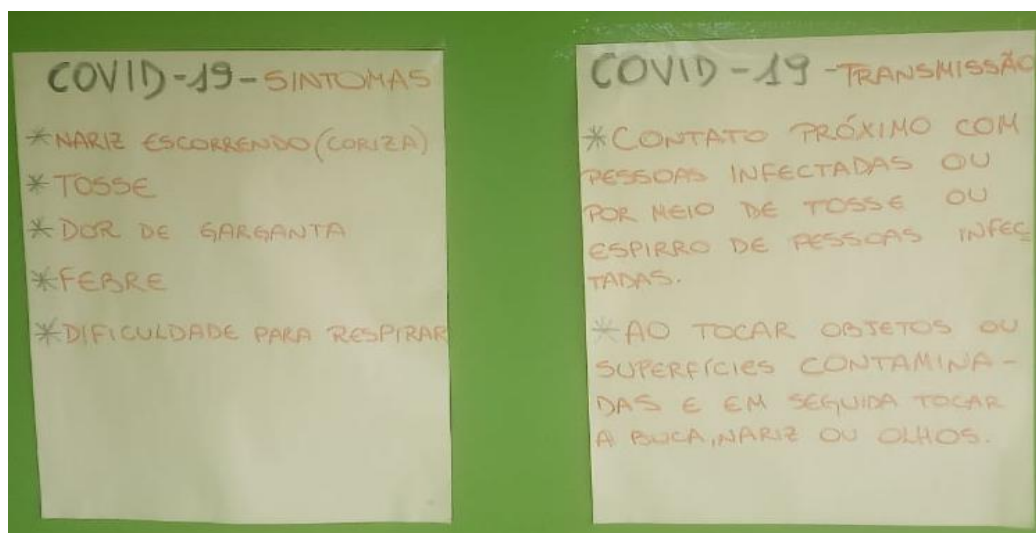 COVID-19-SINTOMAS
*NARIZ ESCORRENDO (CORIZA)
*TOSSE
*DOR DE GARGANTA
*FEBRE
*DIFICULDADE PARA RESPIRAR
COVID-19-TRANSMISSÃO
*CONTATO PRÓXIMO COM
PESSOAS INFECTADAS OU
POR MEIO DE TOSSE OU
ESPIRRO DE PESSOAS INFEC
TADAS.
*AO TOCAR OBJETOS OU
SUPERFÍCIES CONTAMINA-
DAS E EM SEGUIDA TOCAR
A BUCA, NARIZ OU OLHOS.